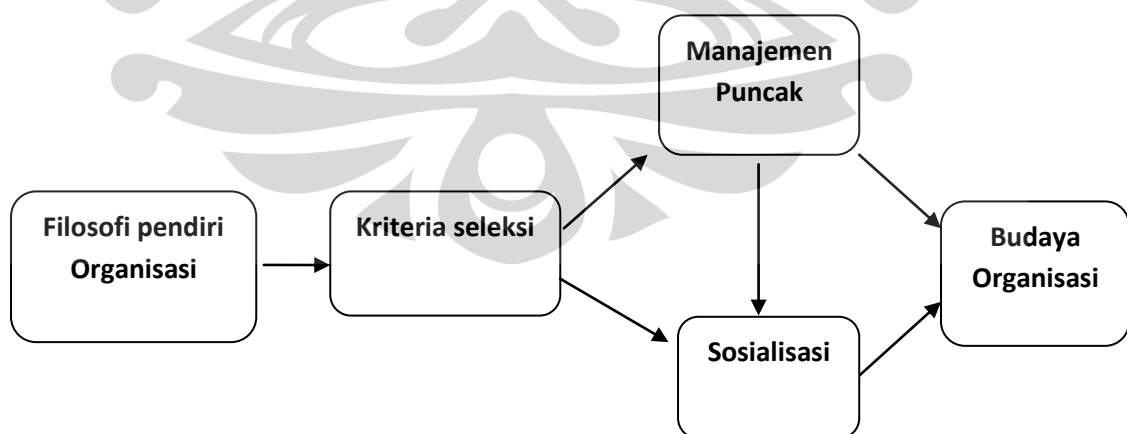 Manajemen
Puncak
Filosofi pendiri
Organisasi
Kriteria seleksi
Budaya
Organisasi
Sosialisasi